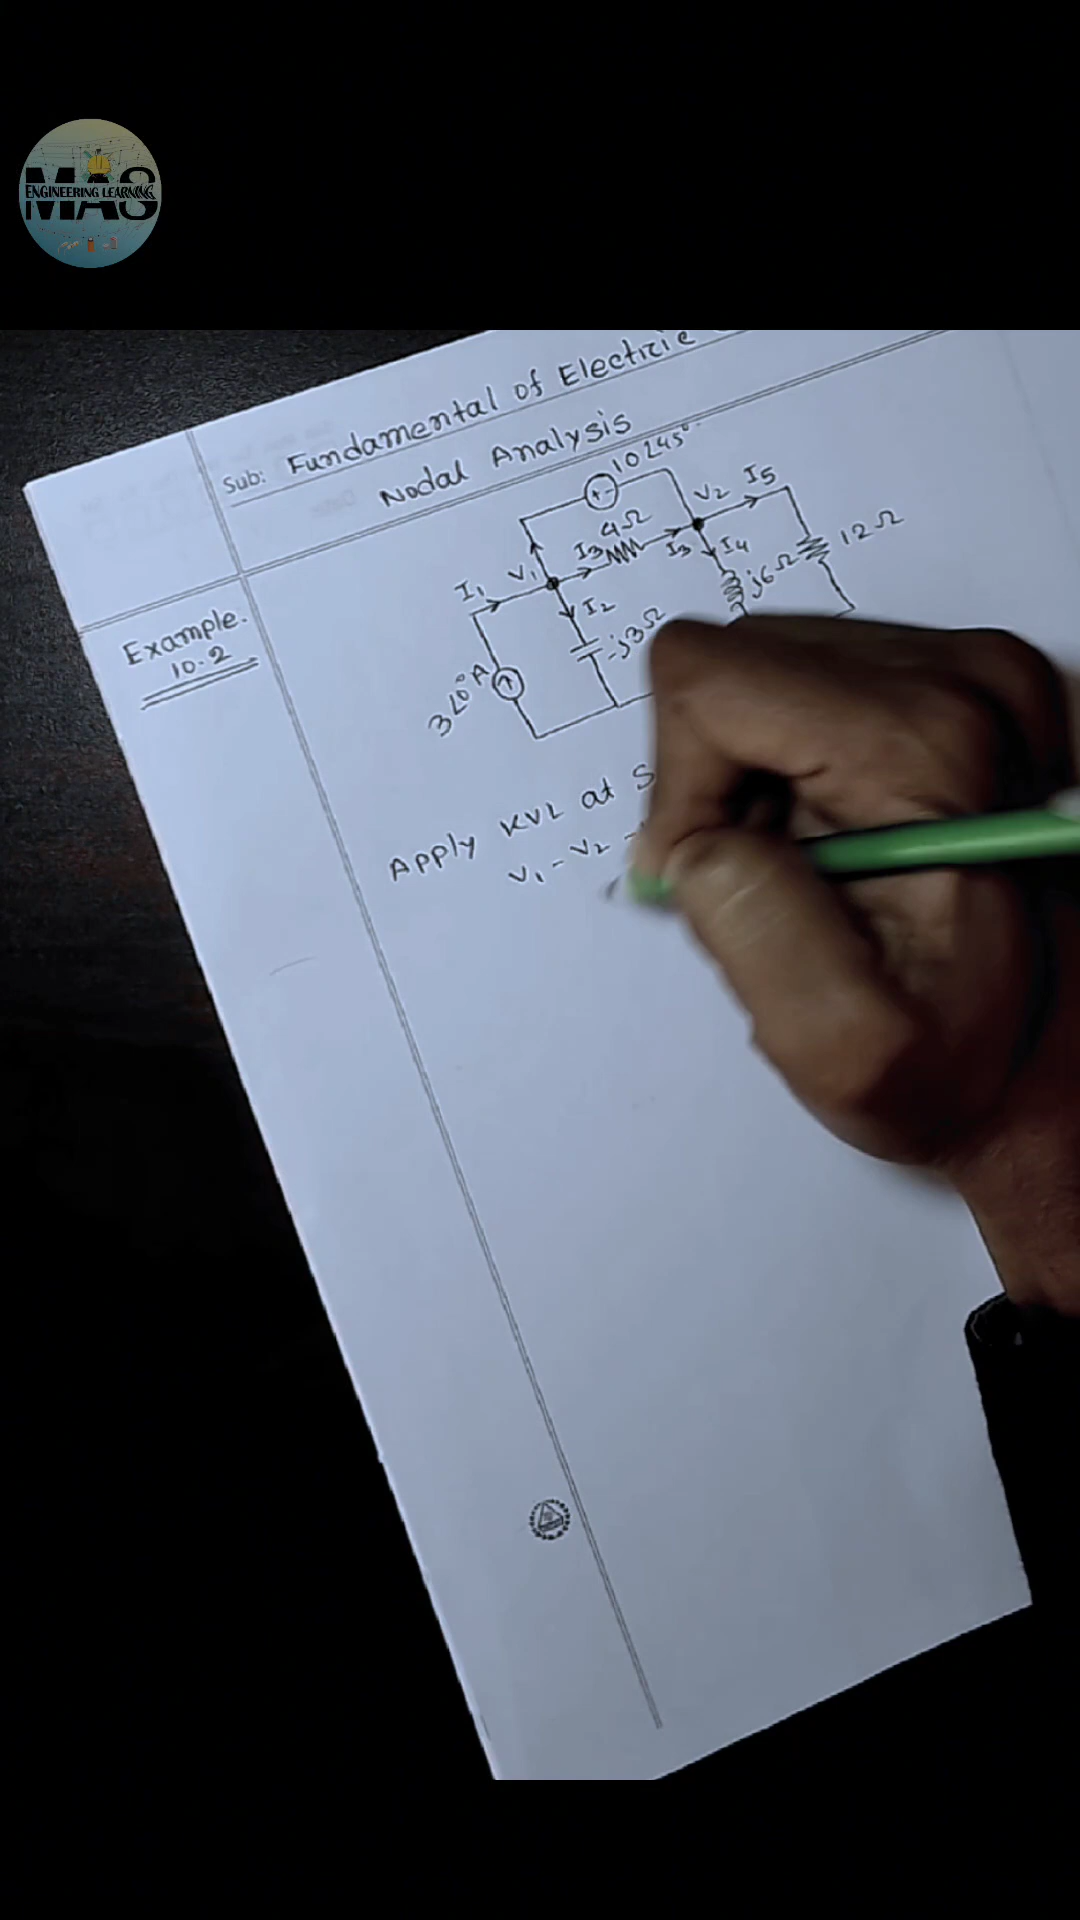 MAS
ENGINEERING LEARNING
Sub: Fundamental of Electric
Nodal Analysis
Example.
10.2
10∠45°
V2
I5
4Ω
I3
I3
I4
12Ω
V1
I1
I2
j6Ω
-j3Ω
3∠0°A
Apply KVL at S
V1 - V2 -